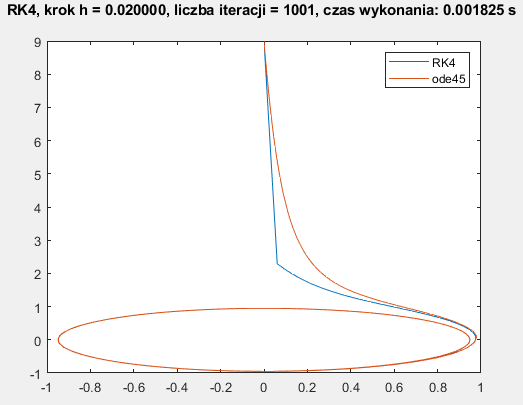 RK4, krok h = 0.020000, liczba iteracji = 1001, czas wykonania: 0.001825 s
RK4
ode45
9
8
7
6
5
4
3
2
1
0
-1
-1 -0.8 -0.6 -0.4 -0.2 0 0.2 0.4 0.6 0.8 1